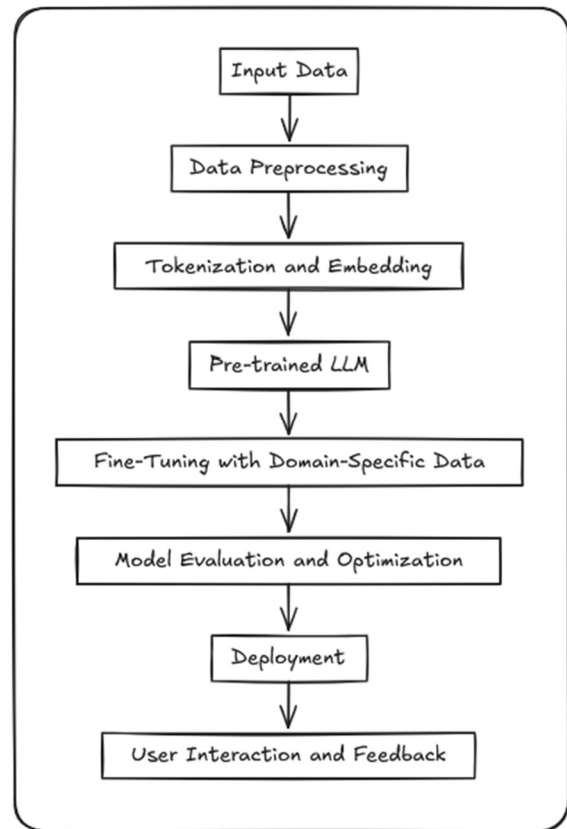 Input Data
Data Preprocessing
Tokenization and Embedding
Pre-trained LLM
Fine-Tuning with Domain-Specific Data
Model Evaluation and Optimization
Deployment
User Interaction and Feedback